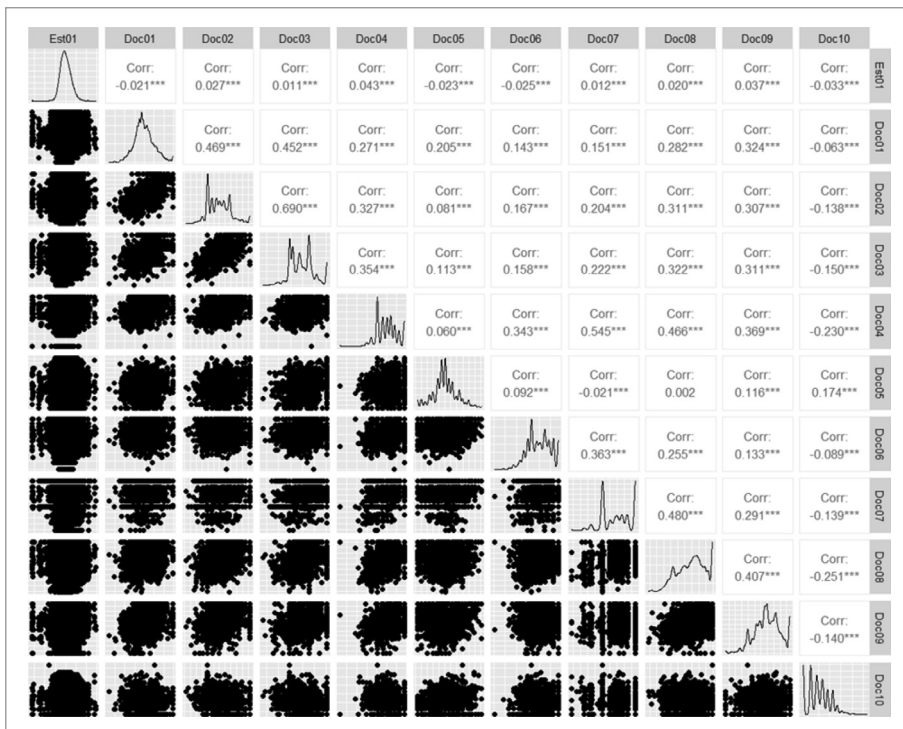 Est01 Doc01 Doc02 Doc03 Doc04 Doc05 Doc06 Doc07 Doc08 Doc09 Doc10
Corr: Corr: Corr: Corr: Corr: Corr: Corr: Corr: Corr: Corr:
-0.021*** 0.027*** 0.011*** 0.043*** -0.023*** -0.025*** 0.012*** 0.020*** 0.037*** -0.033***
Est01
Corr: Corr: Corr: Corr: Corr: Corr: Corr: Corr: Corr:
0.469*** 0.452*** 0.271*** 0.205*** 0.143*** 0.151*** 0.282*** 0.324*** -0.063***
Doc01
Corr: Corr: Corr: Corr: Corr: Corr: Corr: Corr:
0.690*** 0.327*** 0.081*** 0.167*** 0.204*** 0.311*** 0.307*** -0.138***
Doc02
Corr: Corr: Corr: Corr: Corr: Corr: Corr:
0.354*** 0.113*** 0.158*** 0.222*** 0.322*** 0.311*** -0.150***
Doc03
Corr: Corr: Corr: Corr: Corr: Corr:
0.060*** 0.343*** 0.545*** 0.466*** 0.369*** -0.230***
Doc04
Corr: Corr: Corr: Corr: Corr:
0.092*** -0.021*** 0.002 0.116*** 0.174***
Doc05
Corr: Corr: Corr: Corr:
0.363*** 0.255*** 0.133*** -0.089***
Doc06
Corr: Corr: Corr:
0.480*** 0.291*** -0.139***
Doc07
Corr: Corr:
0.407*** -0.251***
Doc08
Corr:
-0.140***
Doc09
Doc10